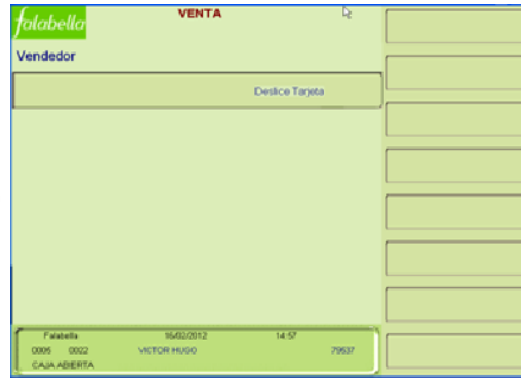 falabella
VENTA
Vendedor
Deslice Tarjeta
Falabella 16/02/2012 14:57
0005 0022 VICTOR HUGO 79537
CAJA ABIERTA